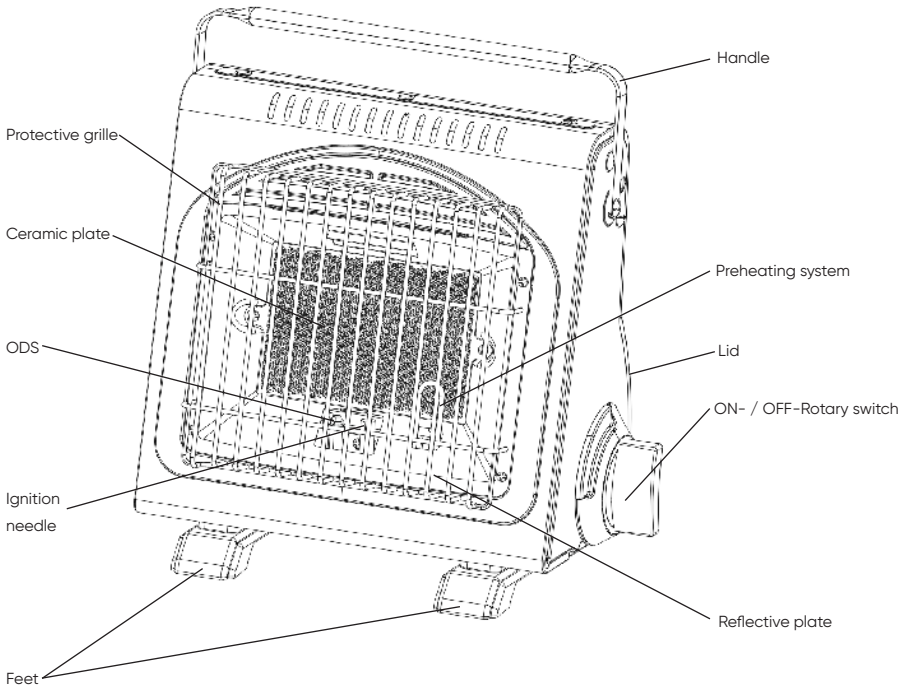 Handle
Protective grille
Ceramic plate
Preheating system
ODS
Lid
ON- / OFF-Rotary switch
Ignition
needle
Reflective plate
Feet